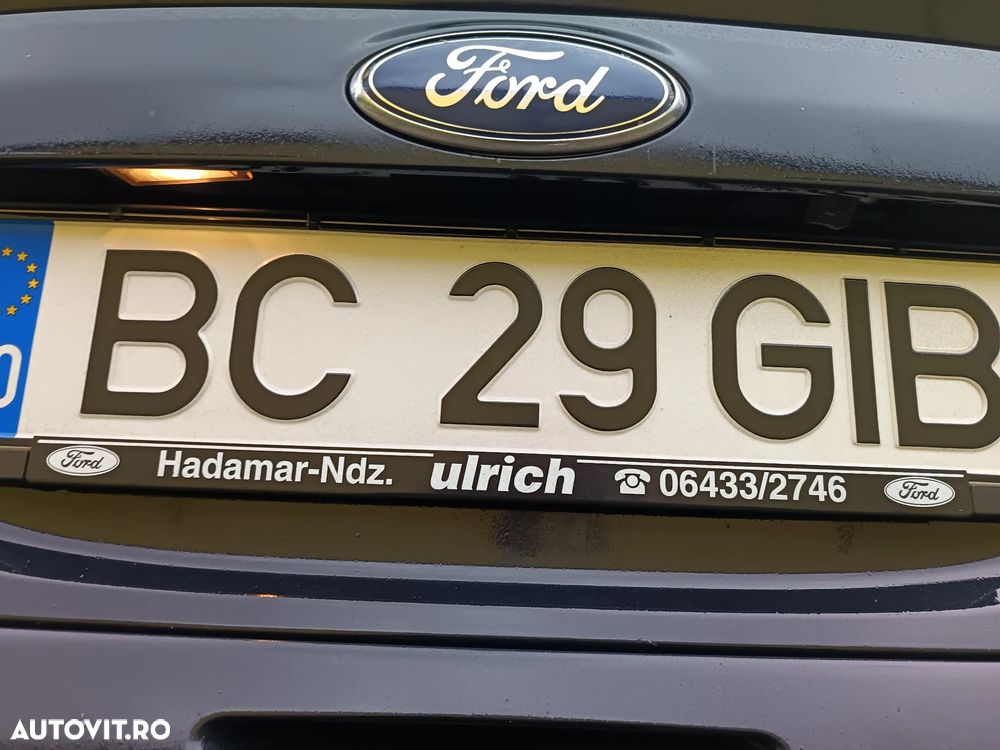 Ford
BC 29 GIB
Ford Hadamar-Ndz. ulrich ☎ 06433/2746 Ford
AUTOVIT.RO